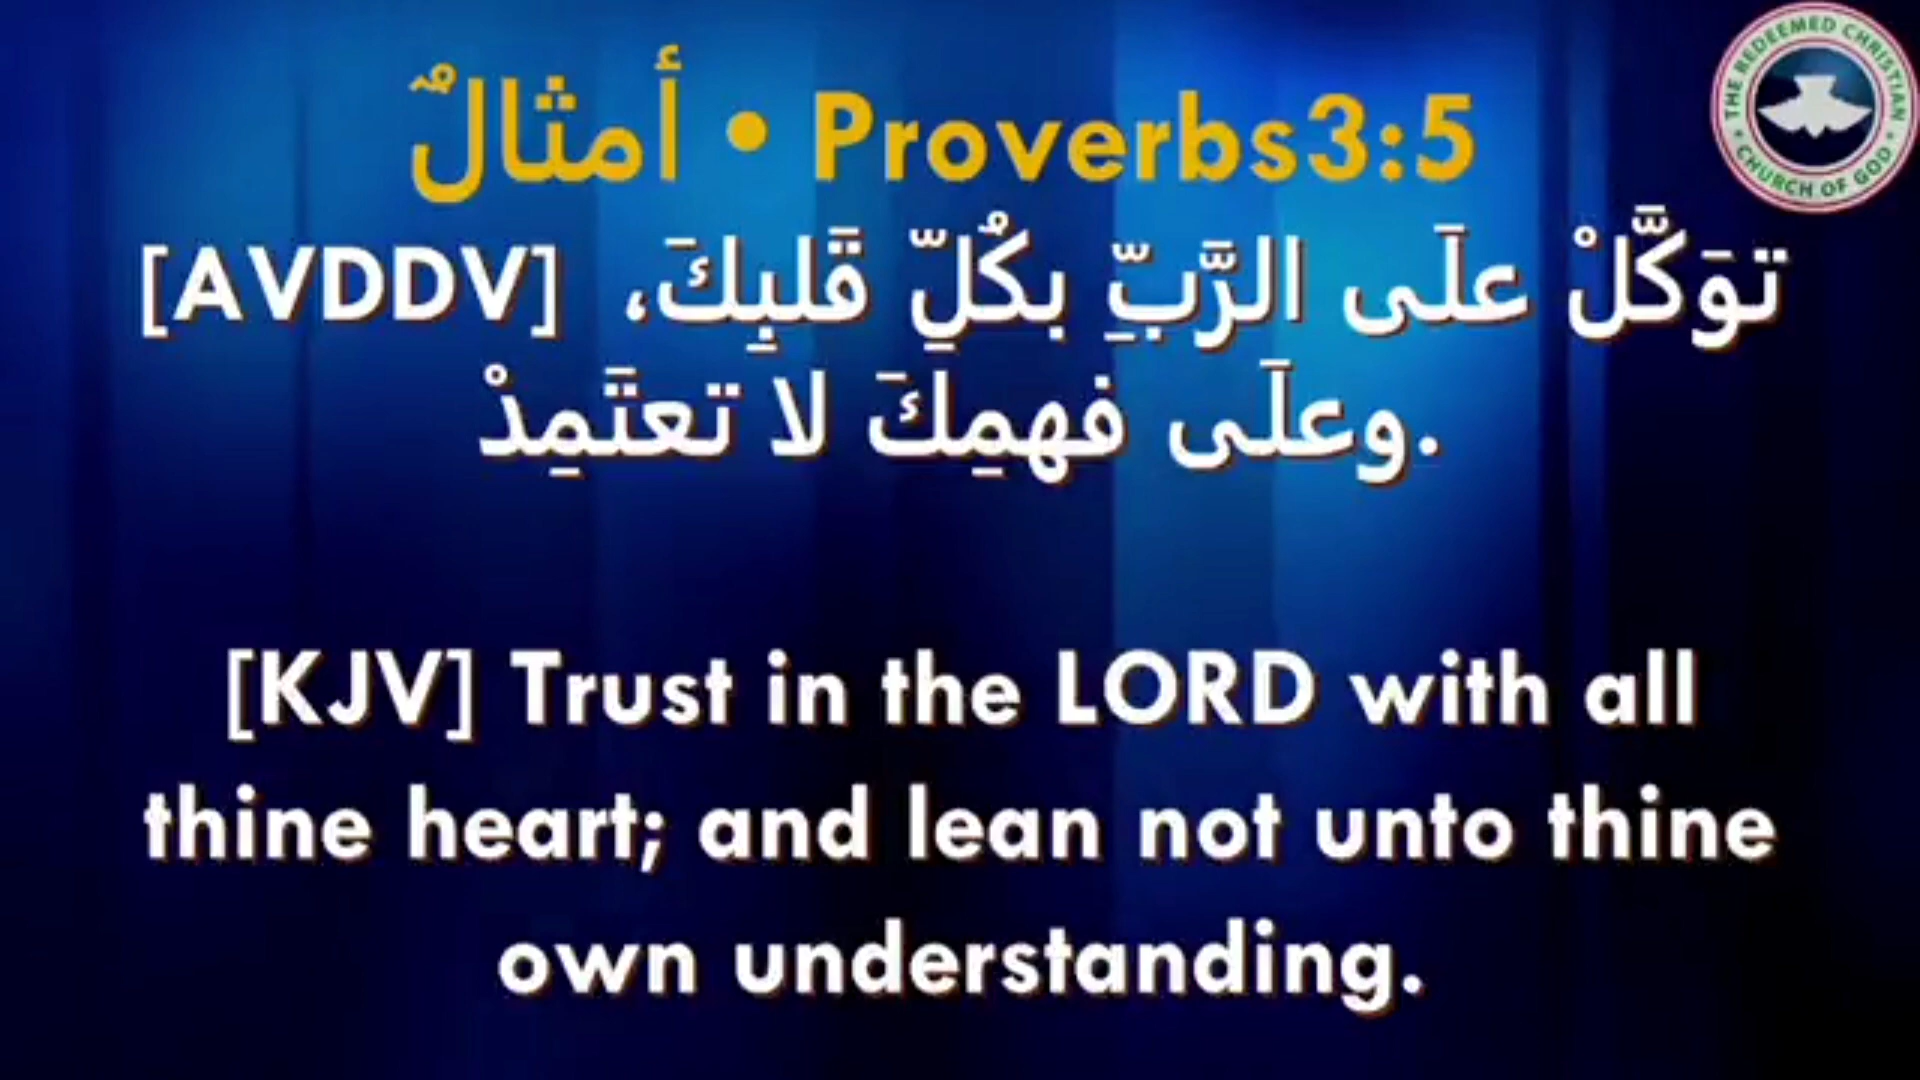 أمثالٌ • Proverbs3:5
[AVDDV] توَكَّلْ علَى الرَّبِّ بكُلِّ قَلبِكَ،
وعلَى فهمِكَ لا تعتَمِدْ.
[KJV] Trust in the LORD with all
thine heart; and lean not unto thine
own understanding.
THE REDEEMED CHRISTIAN
CHURCH OF GOD